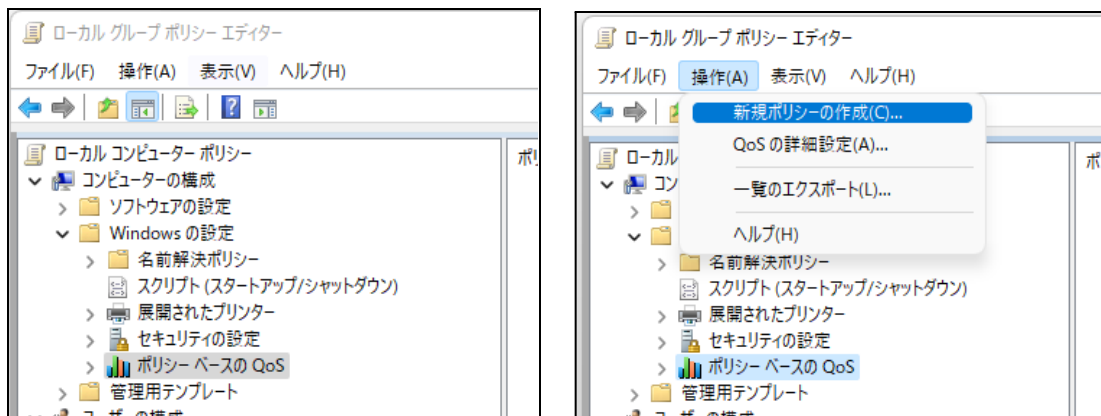 ローカル グループ ポリシー エディター
ファイル(F) 操作(A) 表示(V) ヘルプ(H)
ローカル コンピューター ポリシー
コンピューターの構成
ソフトウェアの設定
Windows の設定
名前解決ポリシー
スクリプト (スタートアップ/シャットダウン)
展開されたプリンター
セキュリティの設定
ポリシー ベースの QoS
管理用テンプレート
ローカル グループ ポリシー エディター
ファイル(F) 操作(A) 表示(V) ヘルプ(H)
新規ポリシーの作成(C)...
QoS の詳細設定(A)...
一覧のエクスポート(L)...
ヘルプ(H)
ローカル
コン
名前解決ポリシー
スクリプト (スタートアップ/シャットダウン)
展開されたプリンター
セキュリティの設定
ポリシー ベースの QoS
管理用テンプレート